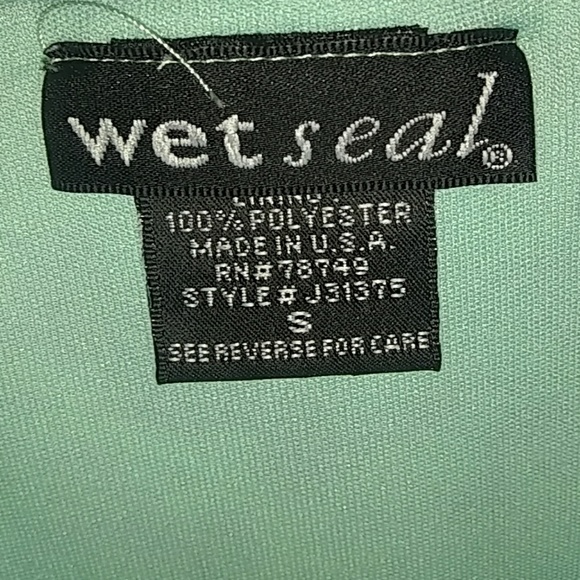 wet seal®
LINING:
100% POLYESTER
MADE IN U.S.A.
RN# 78749
STYLE# J31375
S
SEE REVERSE FOR CARE